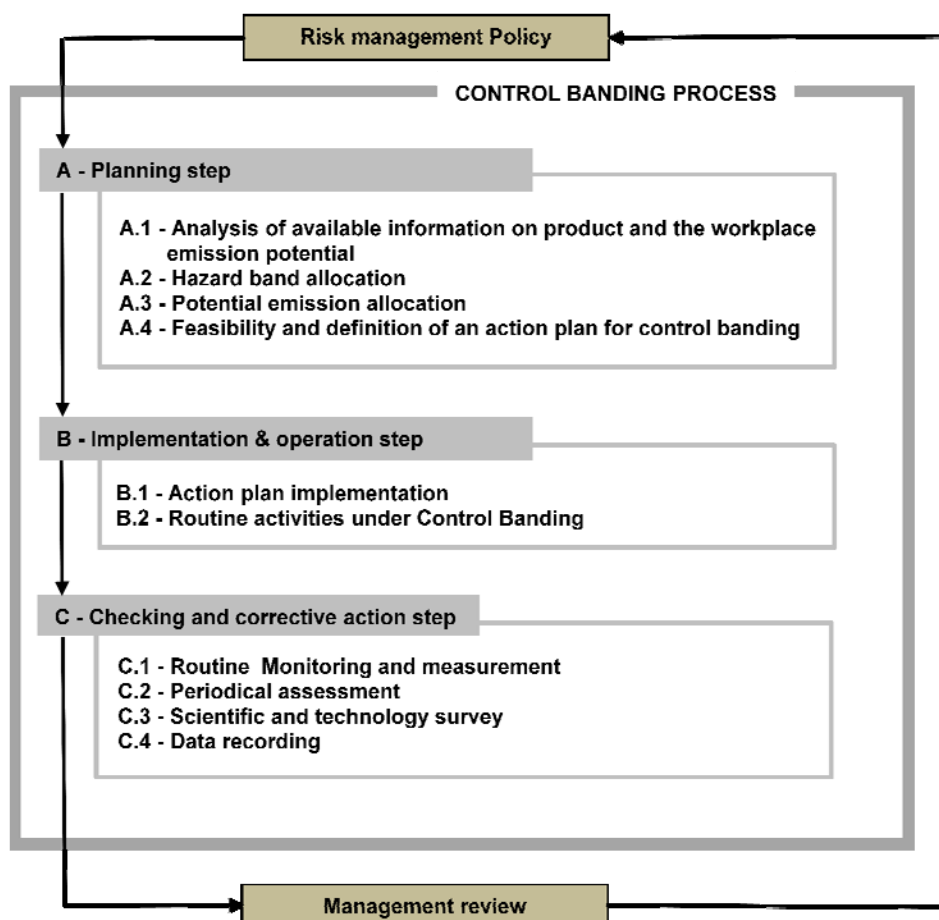 Risk management Policy
CONTROL BANDING PROCESS
A - Planning step
A.1 - Analysis of available information on product and the workplace
emission potential
A.2 - Hazard band allocation
A.3 - Potential emission allocation
A.4 - Feasibility and definition of an action plan for control banding
B - Implementation & operation step
B.1 - Action plan implementation
B.2 - Routine activities under Control Banding
C - Checking and corrective action step
C.1 - Routine Monitoring and measurement
C.2 - Periodical assessment
C.3 - Scientific and technology survey
C.4 - Data recording
Management review